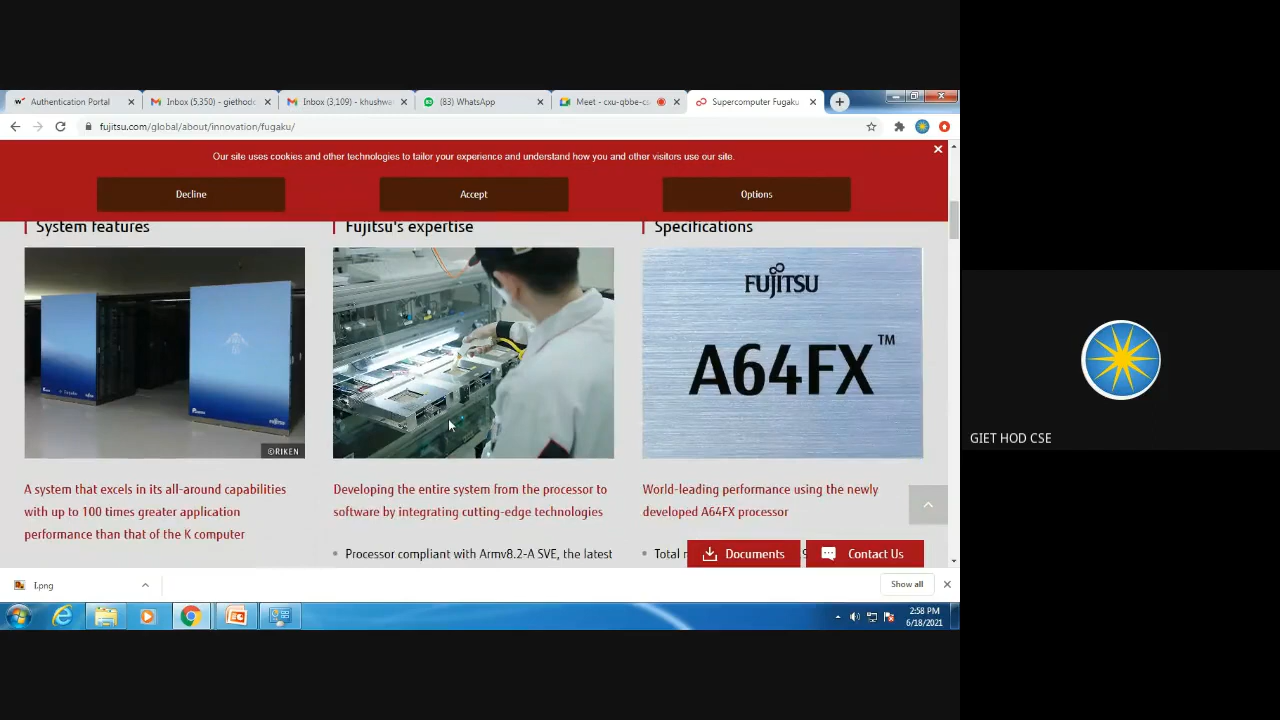 Authentication Portal
Inbox (5,350) - giethodc
Inbox (3,109) - khushwa
(83) WhatsApp
Meet - cxu-qbbe-cs
Supercomputer Fugaku
fujitsu.com/global/about/innovation/fugaku/
Our site uses cookies and other technologies to tailor your experience and understand how you and other visitors use our site.
Decline
Accept
Options
System features
Fujitsu's expertise
Specifications
FUJITSU
A64FX™
©RIKEN
GIET HOD CSE
A system that excels in its all-around capabilities
with up to 100 times greater application
performance than that of the K computer
Developing the entire system from the processor to
software by integrating cutting-edge technologies
World-leading performance using the newly
developed A64FX processor
Processor compliant with Armv8.2-A SVE, the latest
Total
Documents
Contact Us
I.png
Show all
2:58 PM
6/18/2021